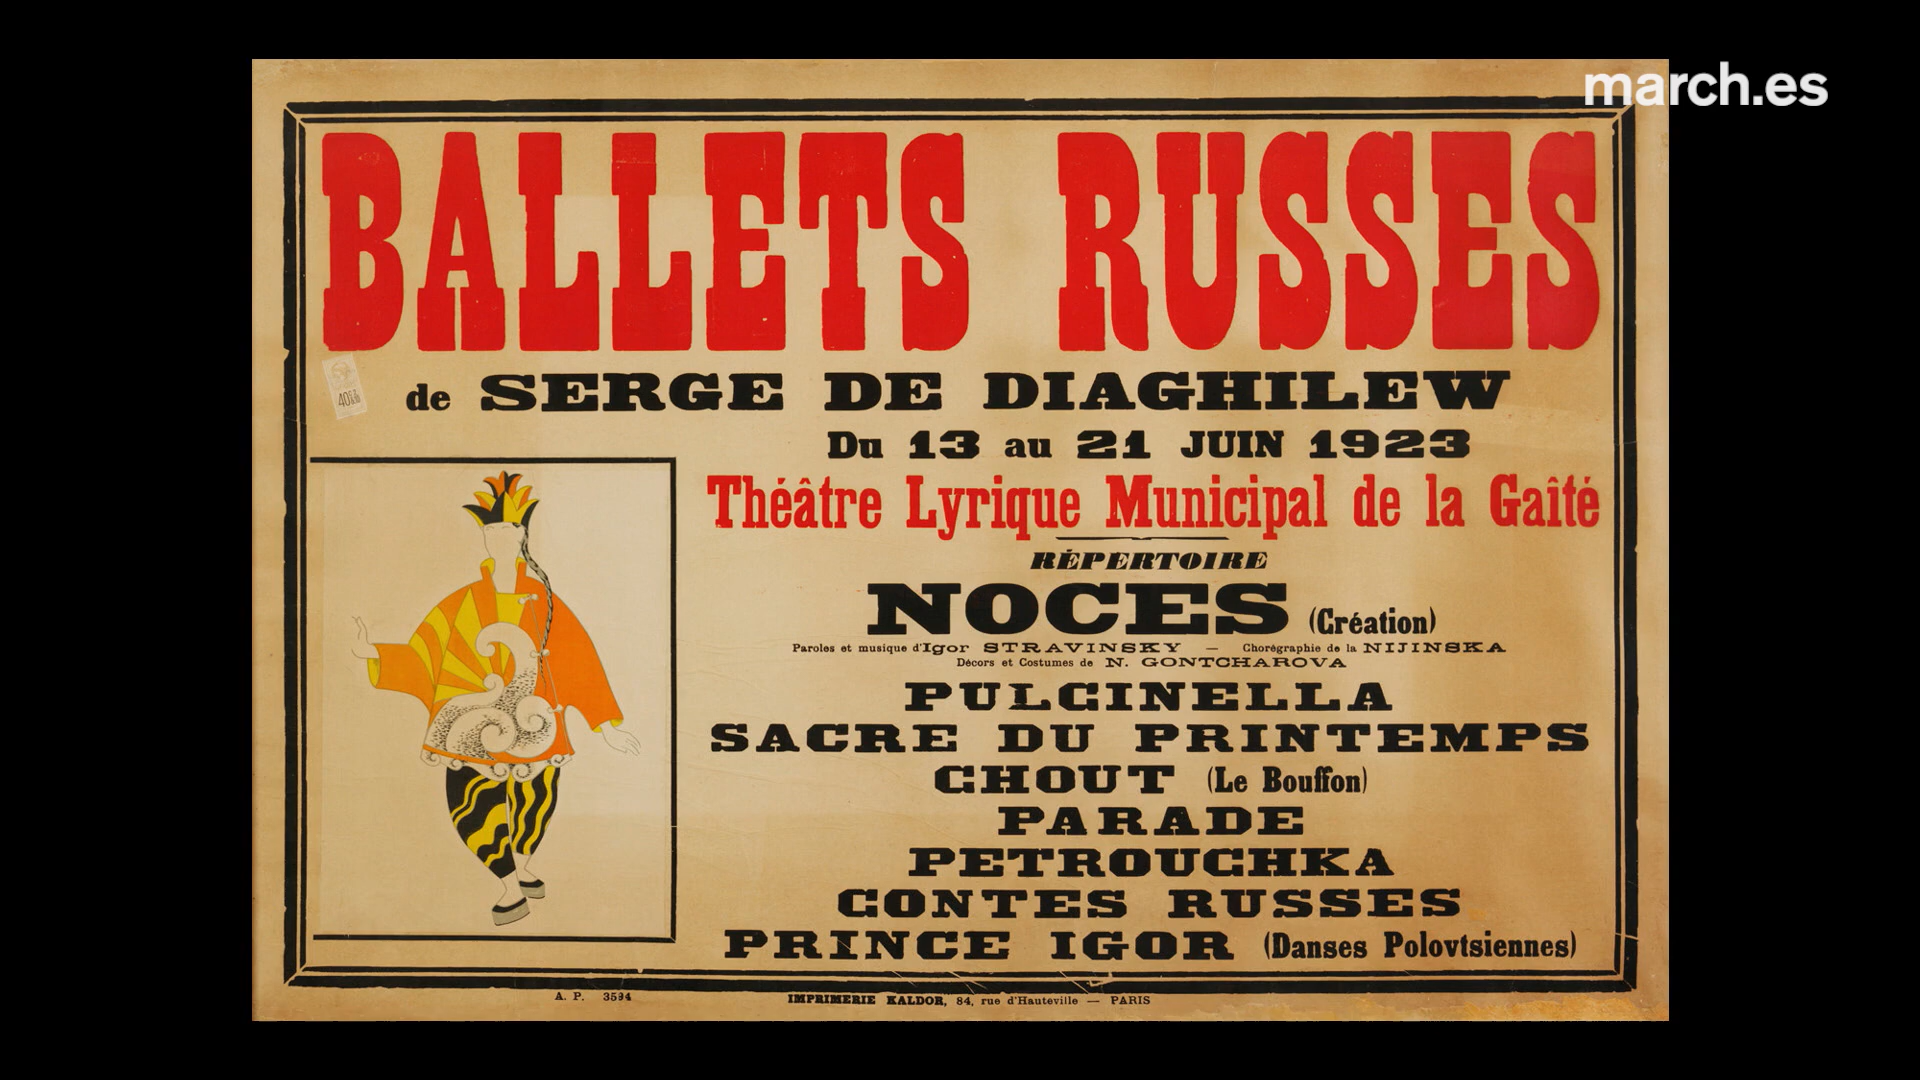 march.es
BALLETS RUSSES
de SERGE DE DIAGHILEW
Du 13 au 21 JUIN 1923
Théâtre Lyrique Municipal de la Gaîté
RÉPERTOIRE
NOCES (Création)
Paroles et musique d'Igor STRAVINSKY — Chorégraphie de la NIJINSKA
Décors et Costumes de N. GONTCHAROVA
PULCINELLA
SACRE DU PRINTEMPS
CHOUT (Le Bouffon)
PARADE
PETROUCHKA
CONTES RUSSES
PRINCE IGOR (Danses Polovtsiennes)
A. P. 3594
IMPRIMERIE KALDOR, 84, rue d'Hauteville — PARIS